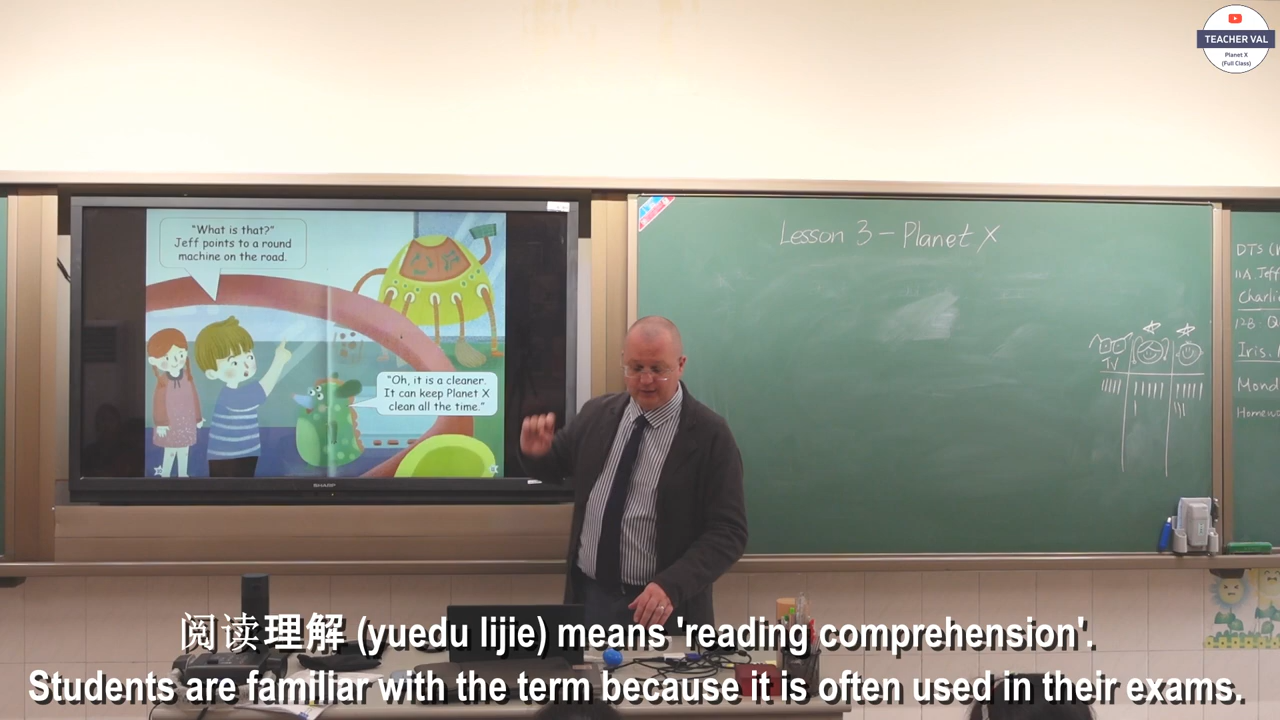 TEACHER VAL
Planet X
(Full Class)
"What is that?"
Jeff points to a round
machine on the road.
"Oh, it is a cleaner.
It can keep Planet X
clean all the time."
SHARP
Lesson 3 - Planet X
TV
DTS
11A. Jeff
Charli
12B. Q
Iris.
Mond
Homew
阅读理解 (yuedu lijie) means 'reading comprehension'.
Students are familiar with the term because it is often used in their exams.